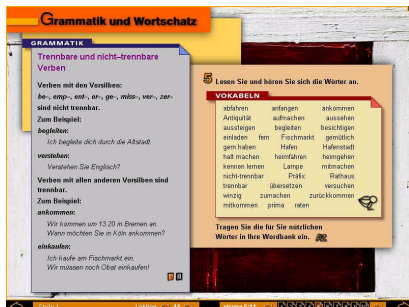 Grammatik und Wortschatz
GRAMMATIK
Trennbare und nicht–trennbare
Verben
Verben mit den Vorsilben:
be–, emp–, ent–, er–, ge–, miss–, ver–, zer–
sind nicht trennbar.
Zum Beispiel:
begleiten:
Ich begleite dich durch die Altstadt.
verstehen:
Verstehen Sie Englisch?
Verben mit allen anderen Vorsilben sind
trennbar.
Zum Beispiel:
ankommen:
Wir kommen um 13.20 in Bremen an.
Wann möchten Sie in Köln ankommen?
einkaufen:
Ich kaufe am Fischmarkt ein.
Wir müssen noch Obst einkaufen!
5 Lesen Sie und hören Sie sich die Wörter an.
VOKABELN
abfahren anfangen ankommen
Antiquität aufmachen aussehen
aussteigen begleiten besichtigen
einladen fern Fischmarkt gemütlich
gern haben Hafen Hafenstadt
halt machen heimfahren heimgehen
kennen lernen Lampe mitmachen
nicht-trennbar Präfix Rathaus
trennbar übersetzen versuchen
winzig zumachen zurückkommen
mitkommen prima raten
Tragen Sie die für Sie nützlichen
Wörter in Ihre Wordbank ein.